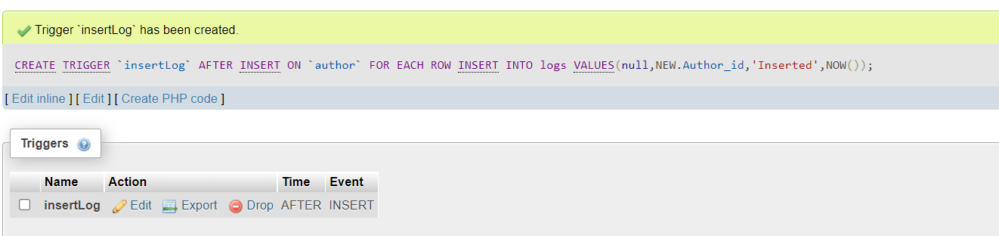 Trigger `insertLog` has been created.
CREATE TRIGGER `insertLog` AFTER INSERT ON `author` FOR EACH ROW INSERT INTO logs VALUES(null,NEW.Author_id,'Inserted',NOW());
[ Edit inline ] [ Edit ] [ Create PHP code ]
Triggers
Name Action Time Event
insertLog Edit Export Drop AFTER INSERT